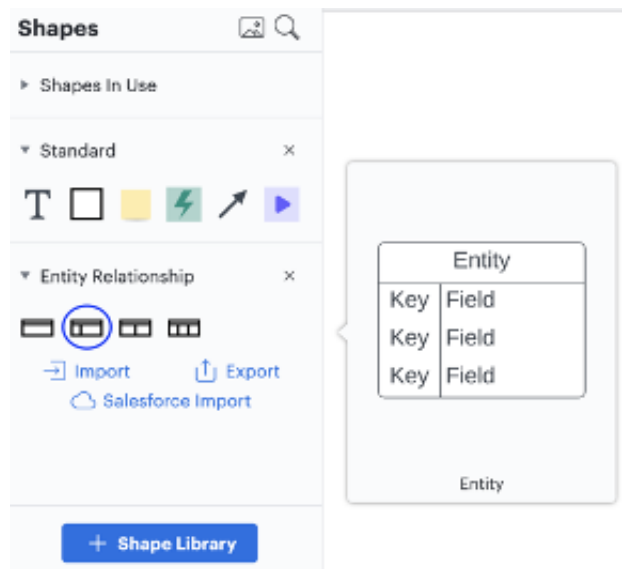 Shapes
Shapes In Use
Standard
T
Entity Relationship
Import Export
Salesforce Import
+ Shape Library
Entity
Key Field
Key Field
Key Field
Entity